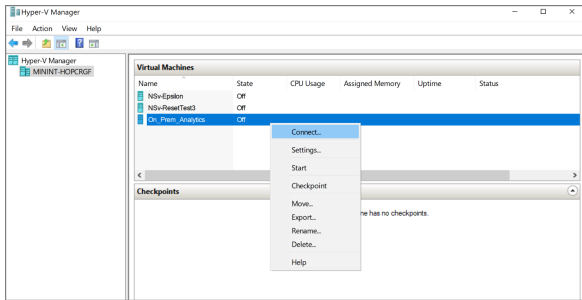 Hyper-V Manager
File Action View Help
Hyper-V Manager
MININT-HOPCRGF
Virtual Machines
Name State CPU Usage Assigned Memory Uptime Status
NSv-Epsilon Off
NSv-ResetTest3 Off
On_Prem_Analytics Off
Connect...
Settings...
Start
Checkpoint
Move...
Export...
Rename...
Delete...
Help
Checkpoints
ne has no checkpoints.